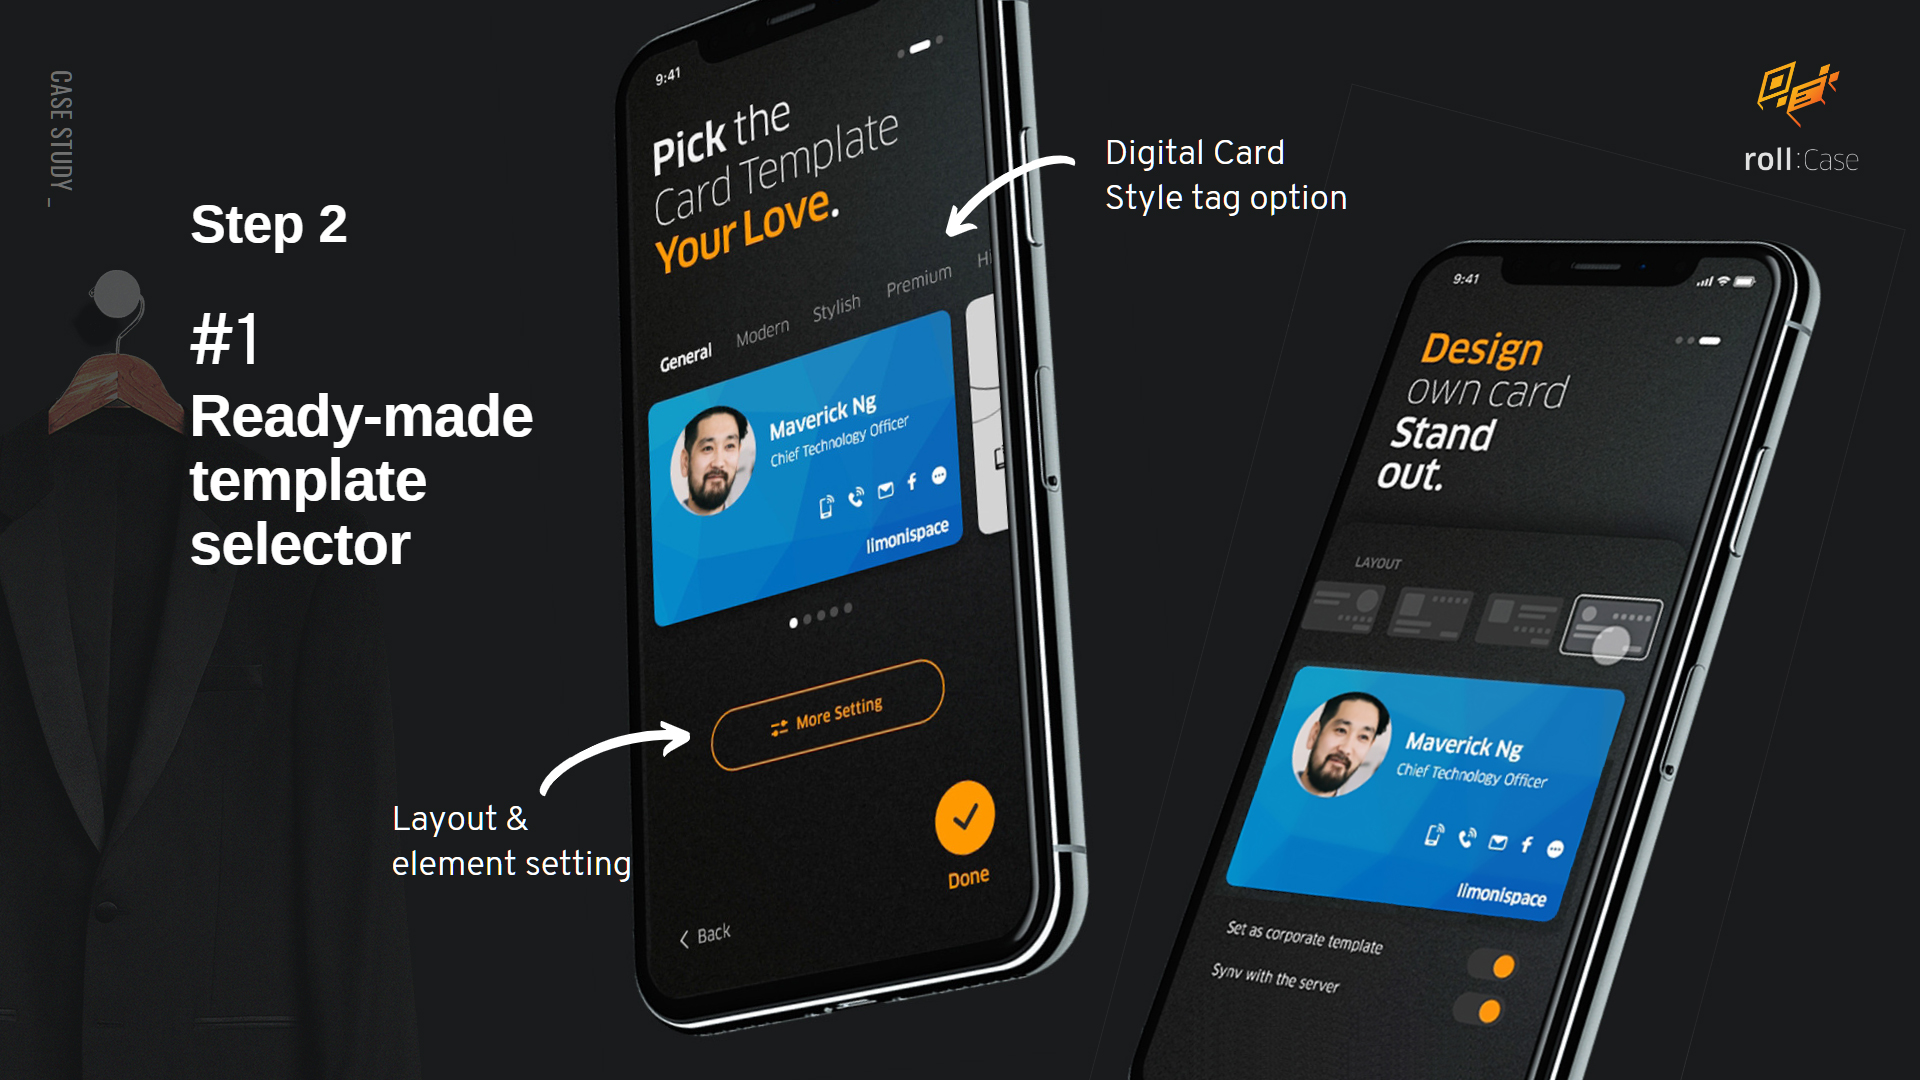 CASE STUDY _
Step 2
#1
Ready-made
template
selector
9:41
Pick the
Card Template
Your Love.
General Modern Stylish Premium
Maverick Ng
Chief Technology Officer
limonispace
More Setting
Done
Back
Digital Card
Style tag option
Layout &
element setting
roll:Case
9:41
Design
own card
Stand
out.
LAYOUT
Maverick Ng
Chief Technology Officer
limonispace
Set as corporate template
Synv with the server